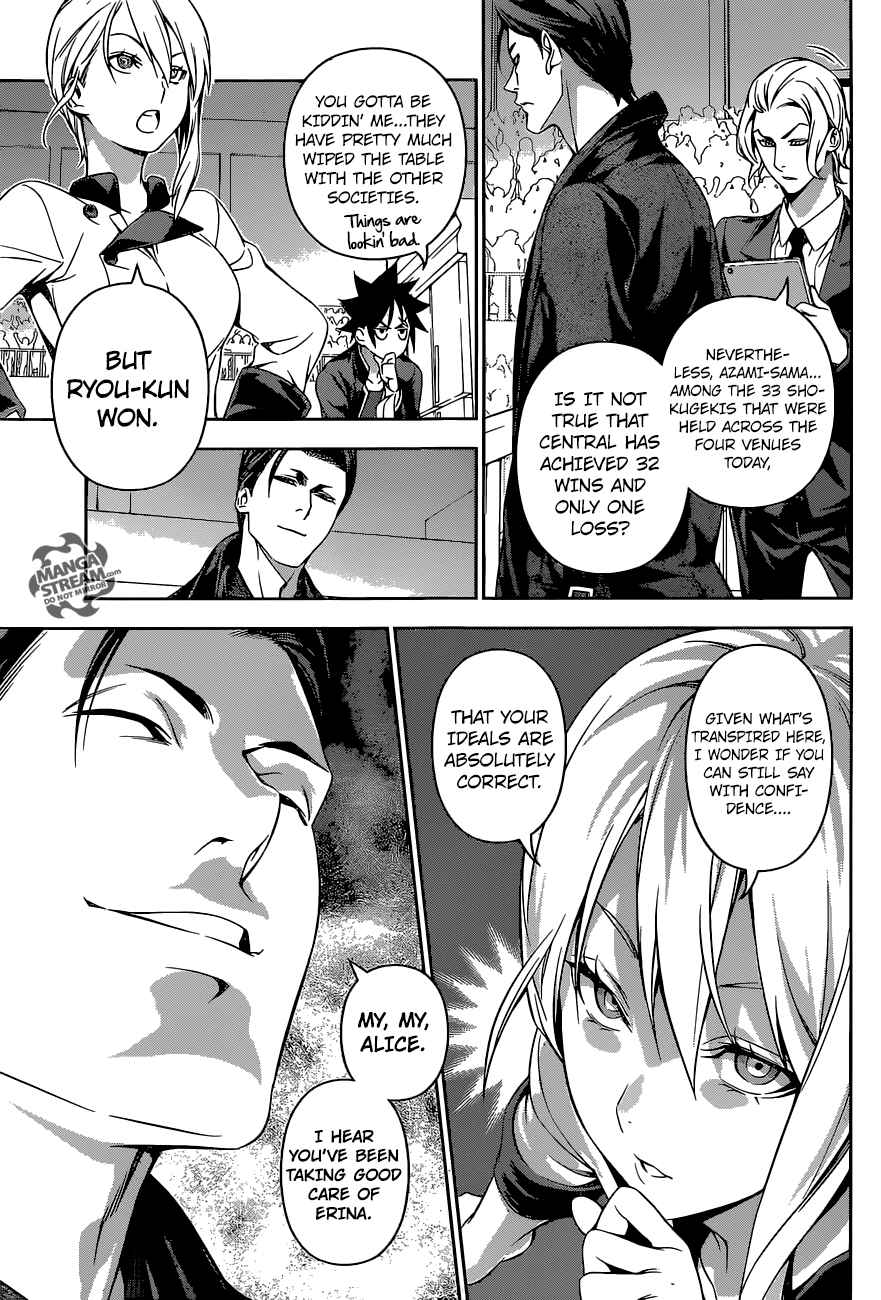 NEVERTHE-
LESS, AZAMI-SAMA...
AMONG THE 33 SHO-
KUGEKIS THAT WERE
HELD ACROSS THE
FOUR VENUES
TODAY,
IS IT NOT
TRUE THAT
CENTRAL HAS
ACHIEVED 32
WINS AND
ONLY ONE
LOSS?
YOU GOTTA BE
KIDDIN' ME...THEY
HAVE PRETTY MUCH
WIPED THE TABLE
WITH THE OTHER
SOCIETIES.
Things are
lookin' bad.
BUT
RYOU-KUN
WON.
MANGA
STREAM.com
DO NOT MIRROR
GIVEN WHAT'S
TRANSPIRED HERE,
I WONDER IF YOU
CAN STILL SAY
WITH CONFI-
DENCE....
THAT YOUR
IDEALS ARE
ABSOLUTELY
CORRECT.
MY, MY,
ALICE.
I HEAR
YOU'VE BEEN
TAKING GOOD
CARE OF
ERINA.